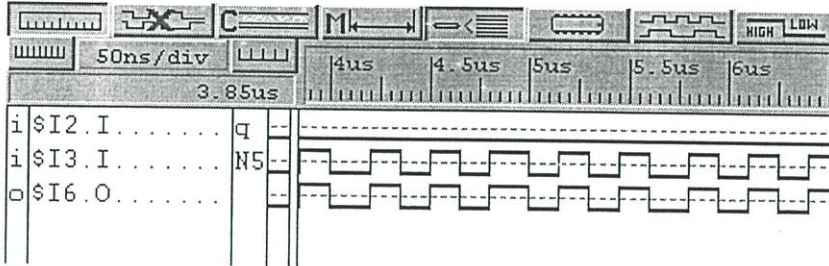 C M HIGH LOW
50ns/div 4us 4.5us 5us 5.5us 6us
3.85us
i $I2.I....... q
i $I3.I....... N5
o $I6.O.......